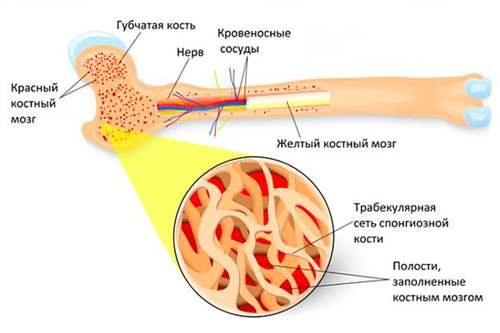 Губчатая кость
Кровеносные
сосуды
Нерв
Красный
костный
мозг
Желтый костный мозг
Трабекулярная
сеть спонгиозной
кости
Полости,
заполненные
костным мозгом